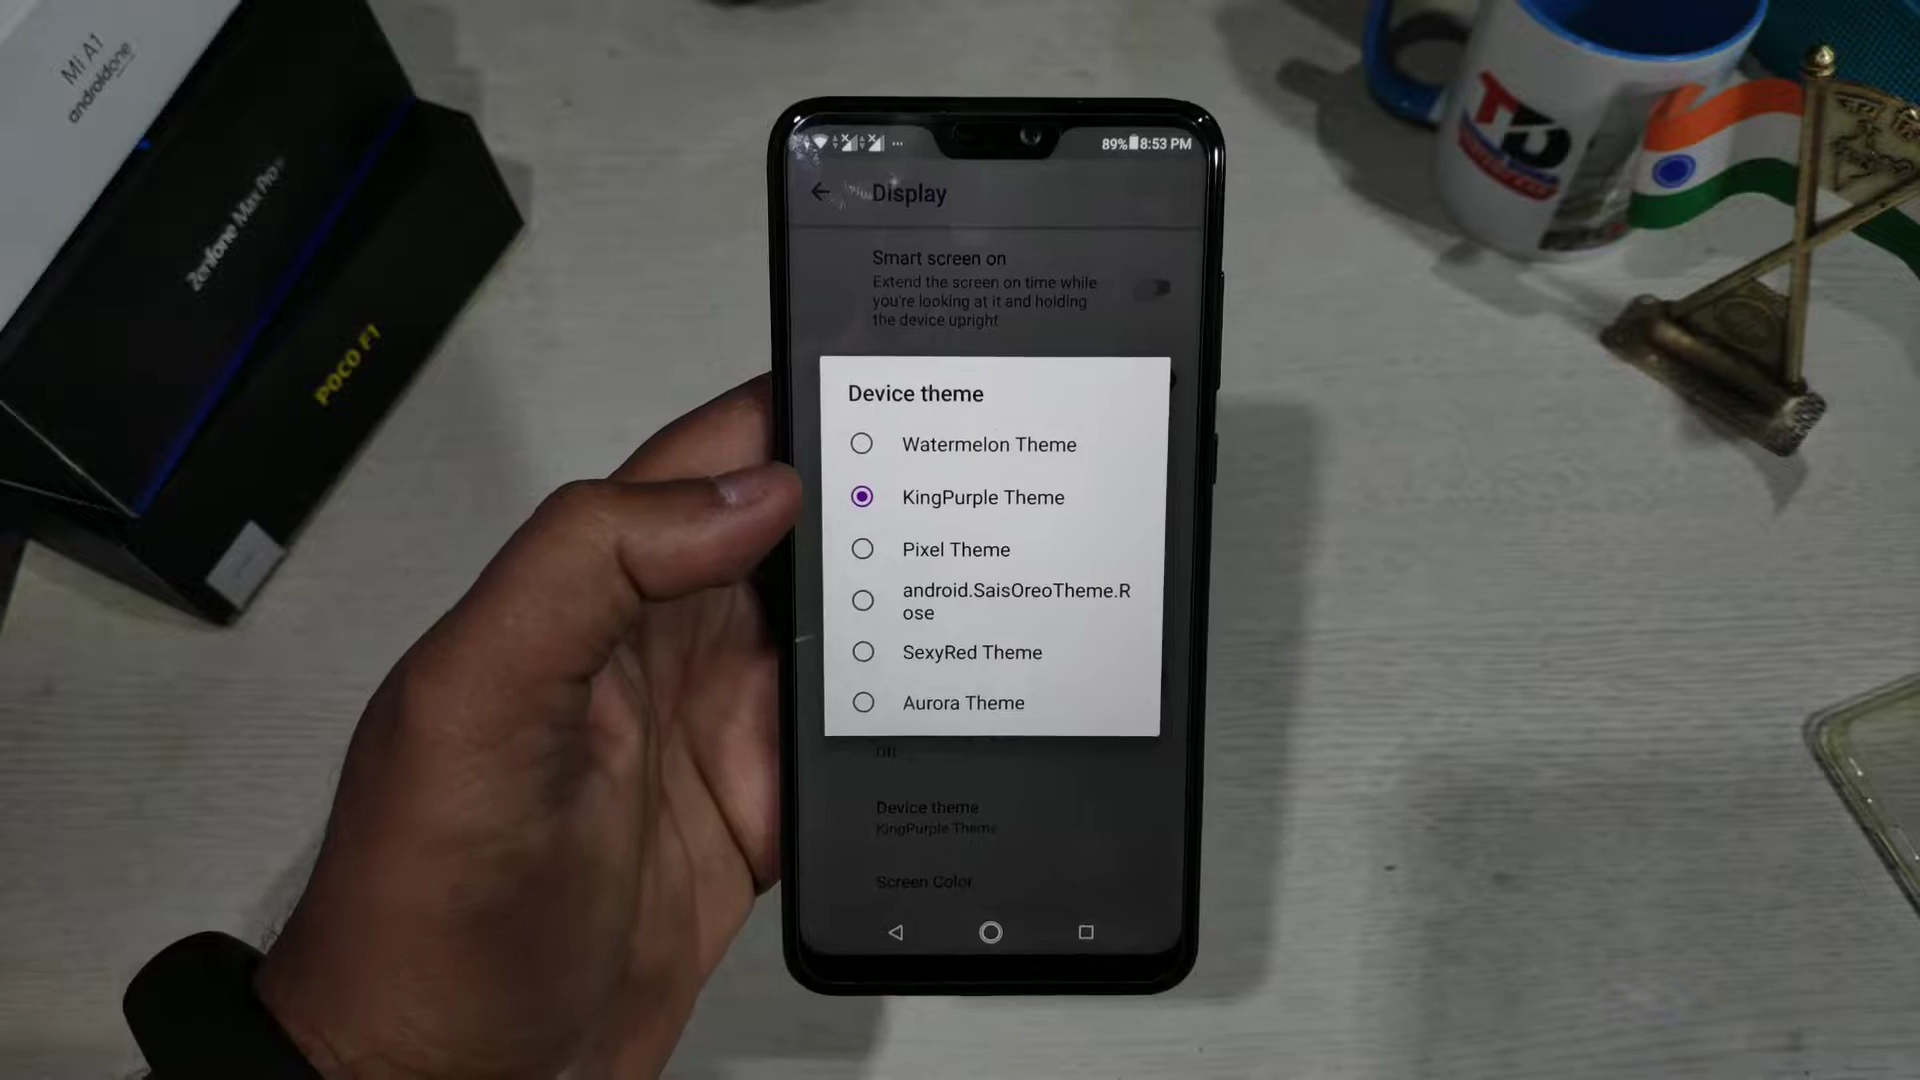 Mi A1
androidone
Zenfone Max Pro
POCO F1
89% 8:53 PM
Display
Smart screen on
Extend the screen on time while
you're looking at it and holding
the device upright
Device theme
Watermelon Theme
KingPurple Theme
Pixel Theme
android.SaisOreoTheme.R
ose
SexyRed Theme
Aurora Theme
Off
Device theme
KingPurple Theme
Screen Color
TD